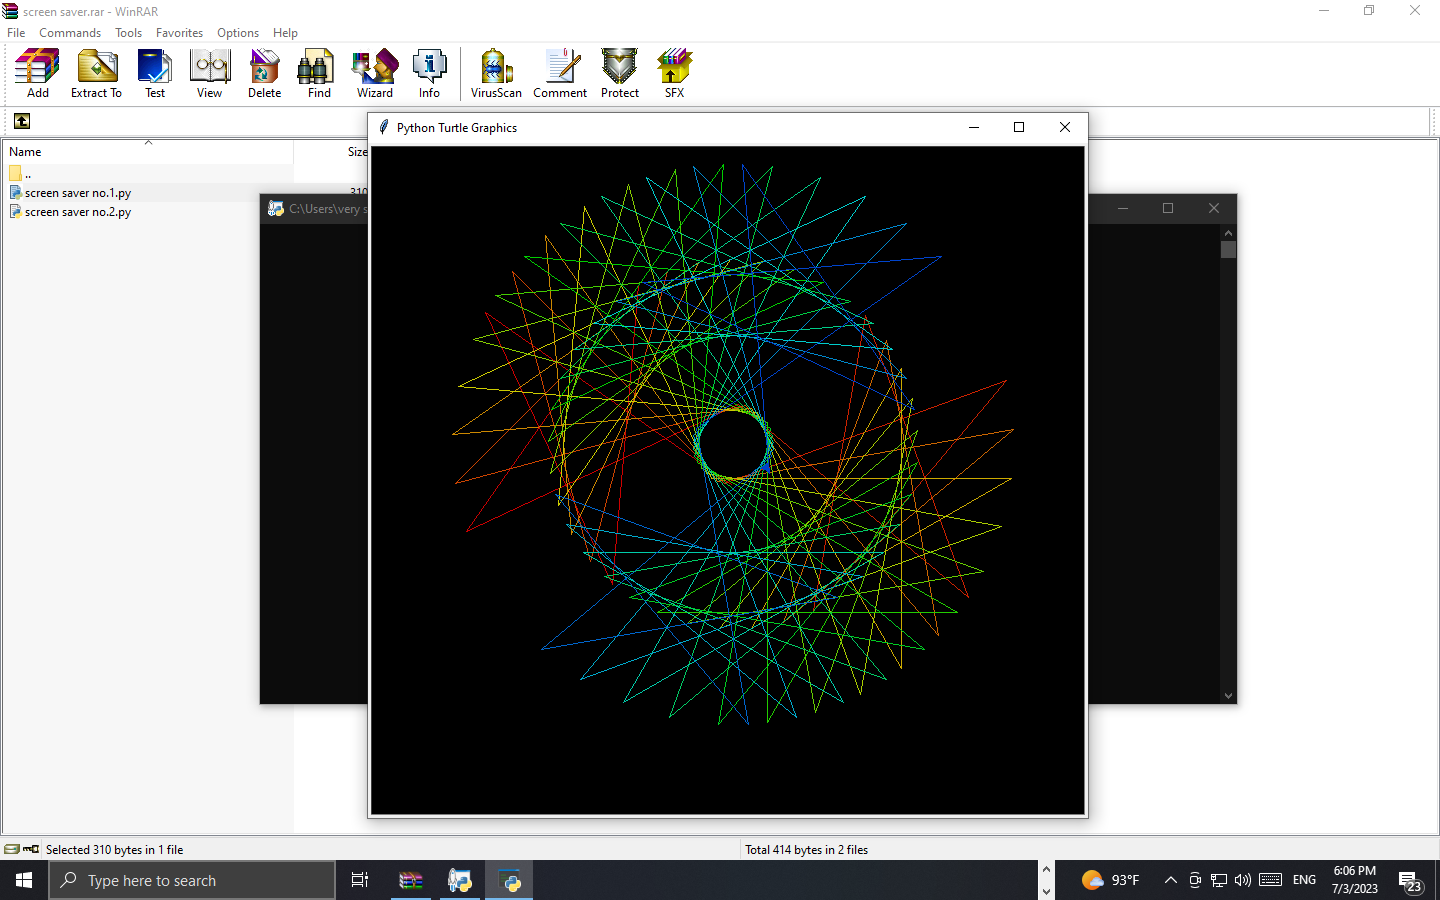 screen saver.rar - WinRAR
File Commands Tools Favorites Options Help
Add Extract To Test View Delete Find Wizard Info VirusScan Comment Protect SFX
Python Turtle Graphics
Name Size
..
screen saver no.1.py 310
screen saver no.2.py
C:\Users\very s
Selected 310 bytes in 1 file
Total 414 bytes in 2 files
Type here to search
93°F
ENG
6:06 PM
7/3/2023
23